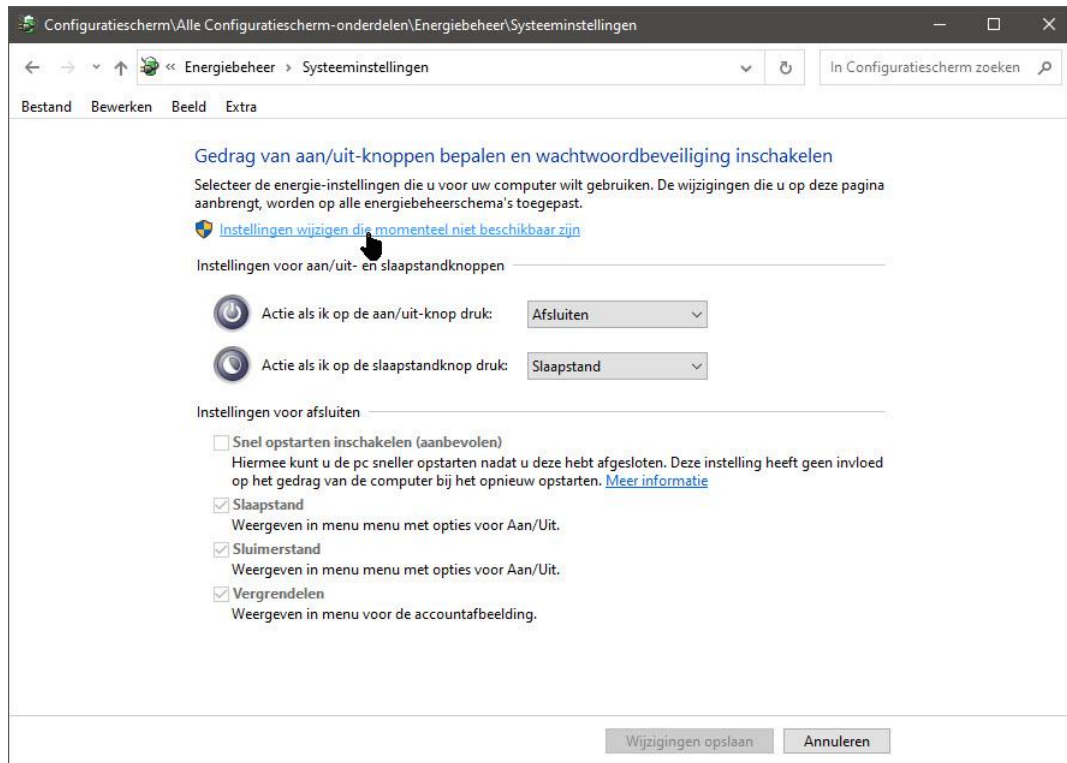 Configuratiescherm\Alle Configuratiescherm-onderdelen\Energiebeheer\Systeeminstellingen
« Energiebeheer › Systeeminstellingen
In Configuratiescherm zoeken
Bestand Bewerken Beeld Extra
Gedrag van aan/uit-knoppen bepalen en wachtwoordbeveiliging inschakelen
Selecteer de energie-instellingen die u voor uw computer wilt gebruiken. De wijzigingen die u op deze pagina
aanbrengt, worden op alle energiebeheerschema's toegepast.
Instellingen wijzigen die momenteel niet beschikbaar zijn
Instellingen voor aan/uit- en slaapstandknoppen
Actie als ik op de aan/uit-knop druk: Afsluiten
Actie als ik op de slaapstandknop druk: Slaapstand
Instellingen voor afsluiten
Snel opstarten inschakelen (aanbevolen)
Hiermee kunt u de pc sneller opstarten nadat u deze hebt afgesloten. Deze instelling heeft geen invloed
op het gedrag van de computer bij het opnieuw opstarten. Meer informatie
Slaapstand
Weergeven in menu menu met opties voor Aan/Uit.
Sluimerstand
Weergeven in menu menu met opties voor Aan/Uit.
Vergrendelen
Weergeven in menu voor de accountafbeelding.
Wijzigingen opslaan Annuleren